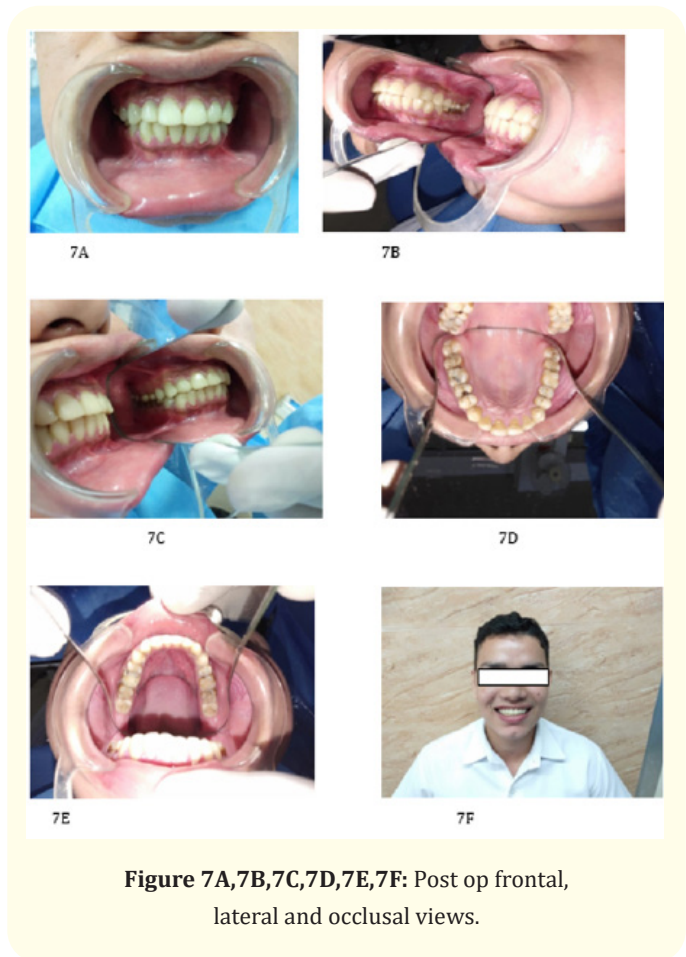 7A
7B
7C
7D
7E
7F
Figure 7A,7B,7C,7D,7E,7F: Post op frontal,
lateral and occlusal views.